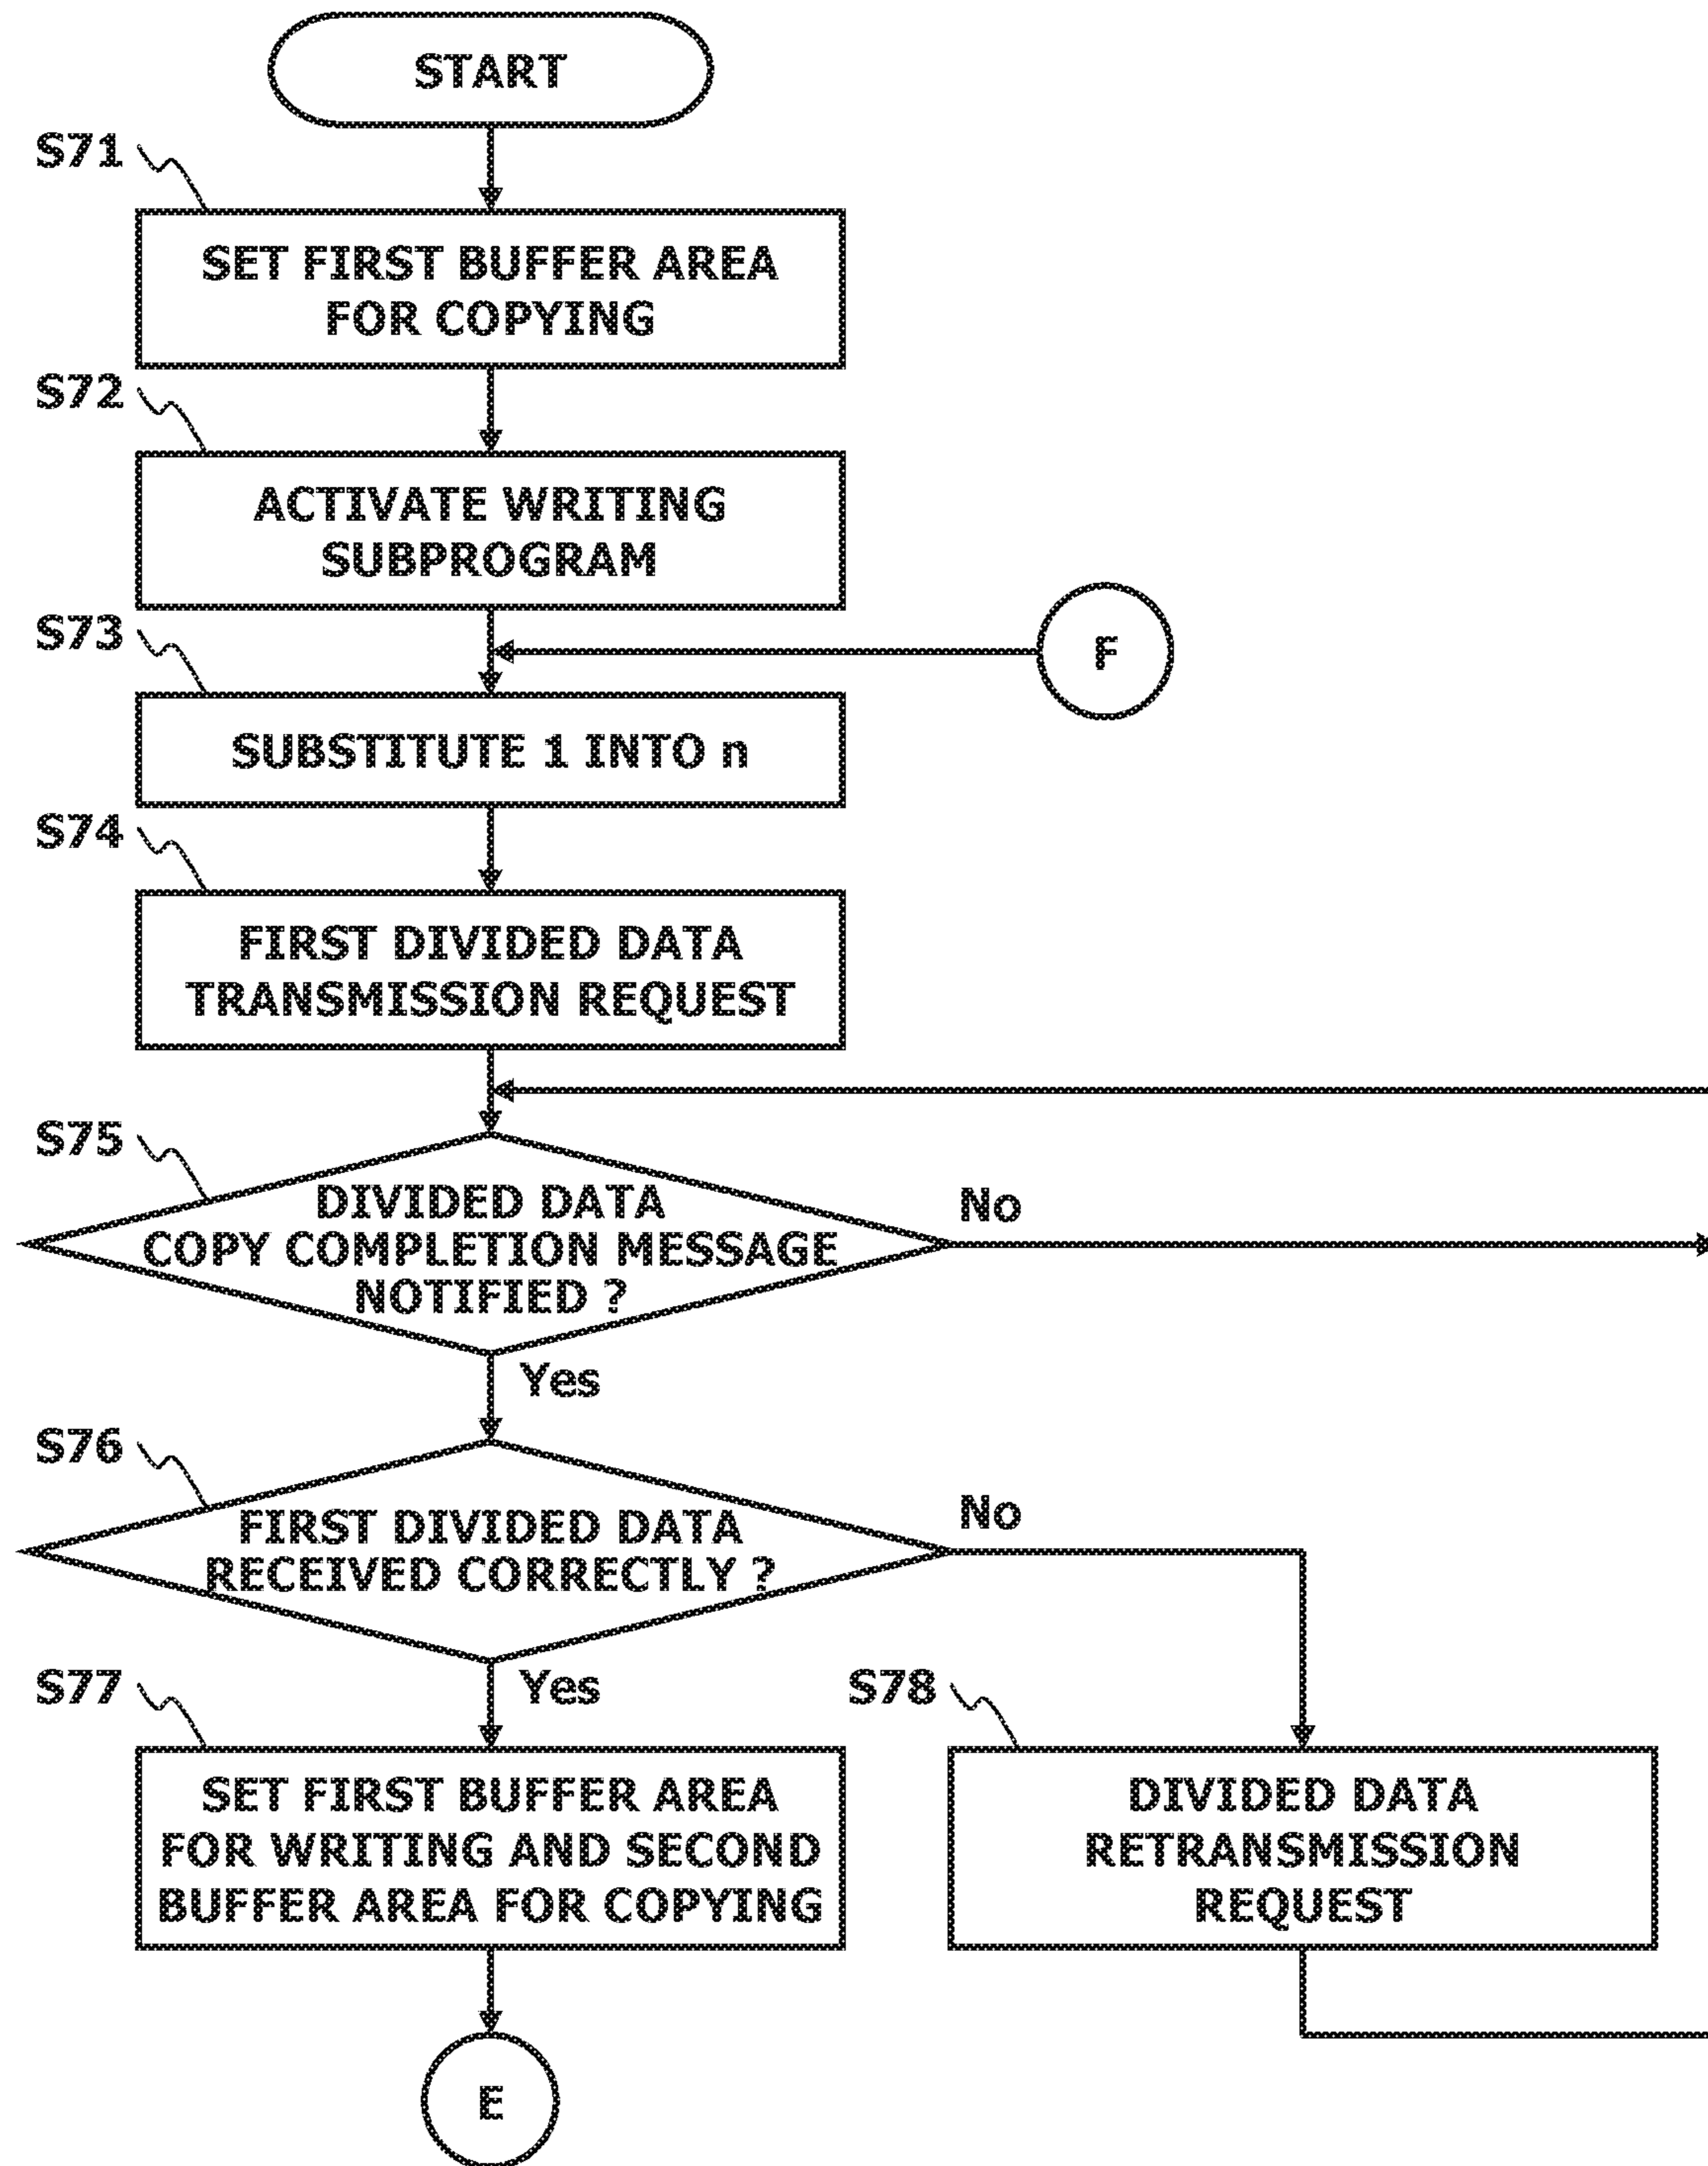 START
S71
SET FIRST BUFFER AREA
FOR COPYING
S72
ACTIVATE WRITING
SUBPROGRAM
S73
F
SUBSTITUTE 1 INTO n
S74
FIRST DIVIDED DATA
TRANSMISSION REQUEST
S75
DIVIDED DATA
COPY COMPLETION MESSAGE
NOTIFIED ?
No
Yes
S76
FIRST DIVIDED DATA
RECEIVED CORRECTLY ?
No
Yes
S77
SET FIRST BUFFER AREA
FOR WRITING AND SECOND
BUFFER AREA FOR COPYING
S78
DIVIDED DATA
RETRANSMISSION
REQUEST
E